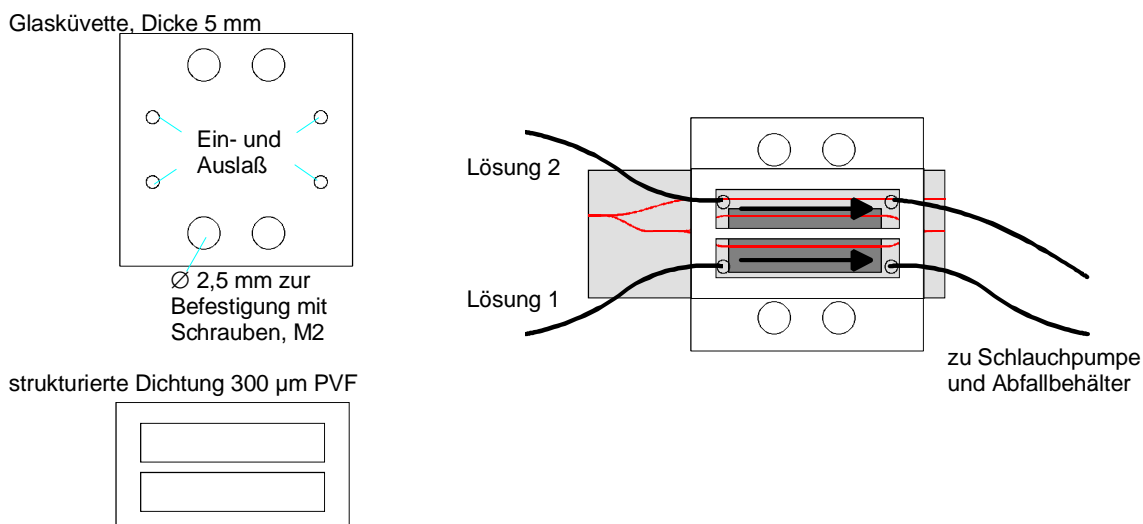 Glasküvette, Dicke 5 mm
Ein- und
Auslaß
∅ 2,5 mm zur
Befestigung mit
Schrauben, M2
strukturierte Dichtung 300 µm PVF
Lösung 2
Lösung 1
zu Schlauchpumpe
und Abfallbehälter